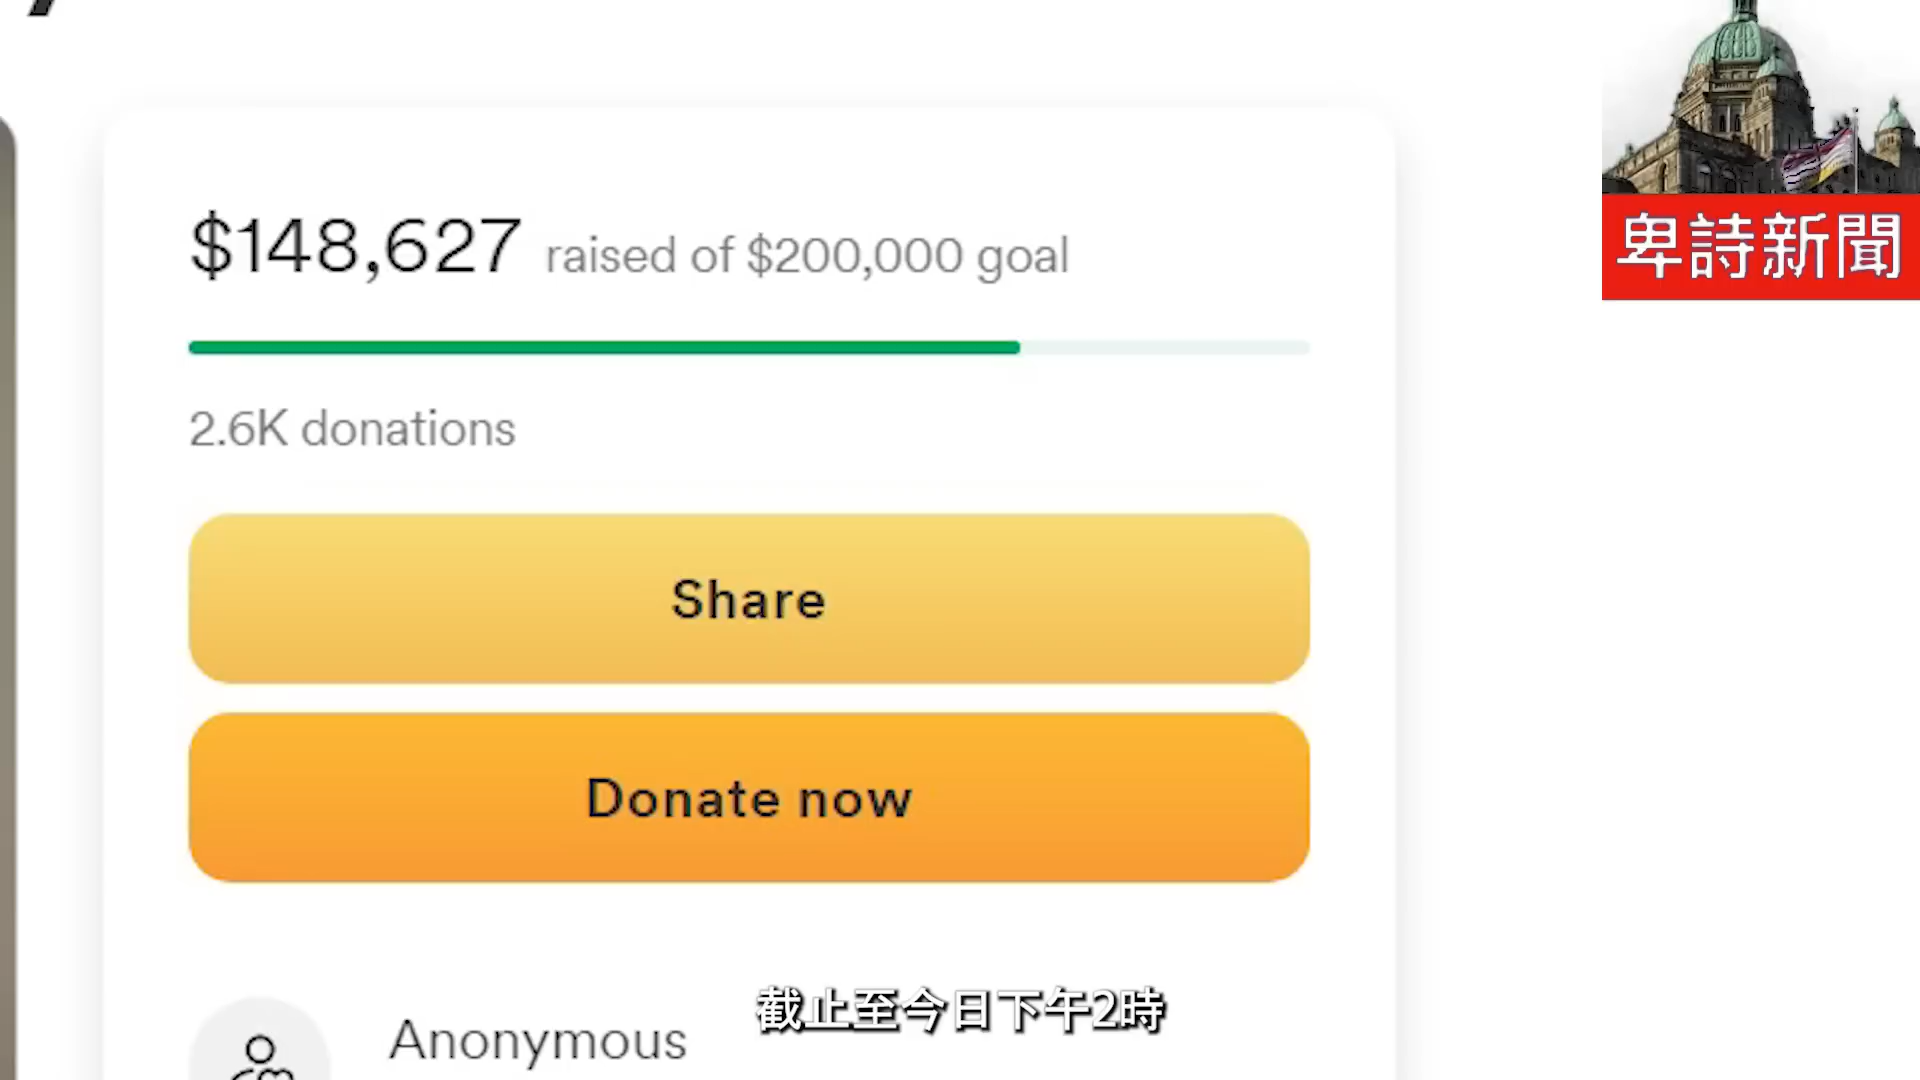 $148,627 raised of $200,000 goal
2.6K donations
Share
Donate now
Anonymous
卑詩新聞
截止至今日下午2時